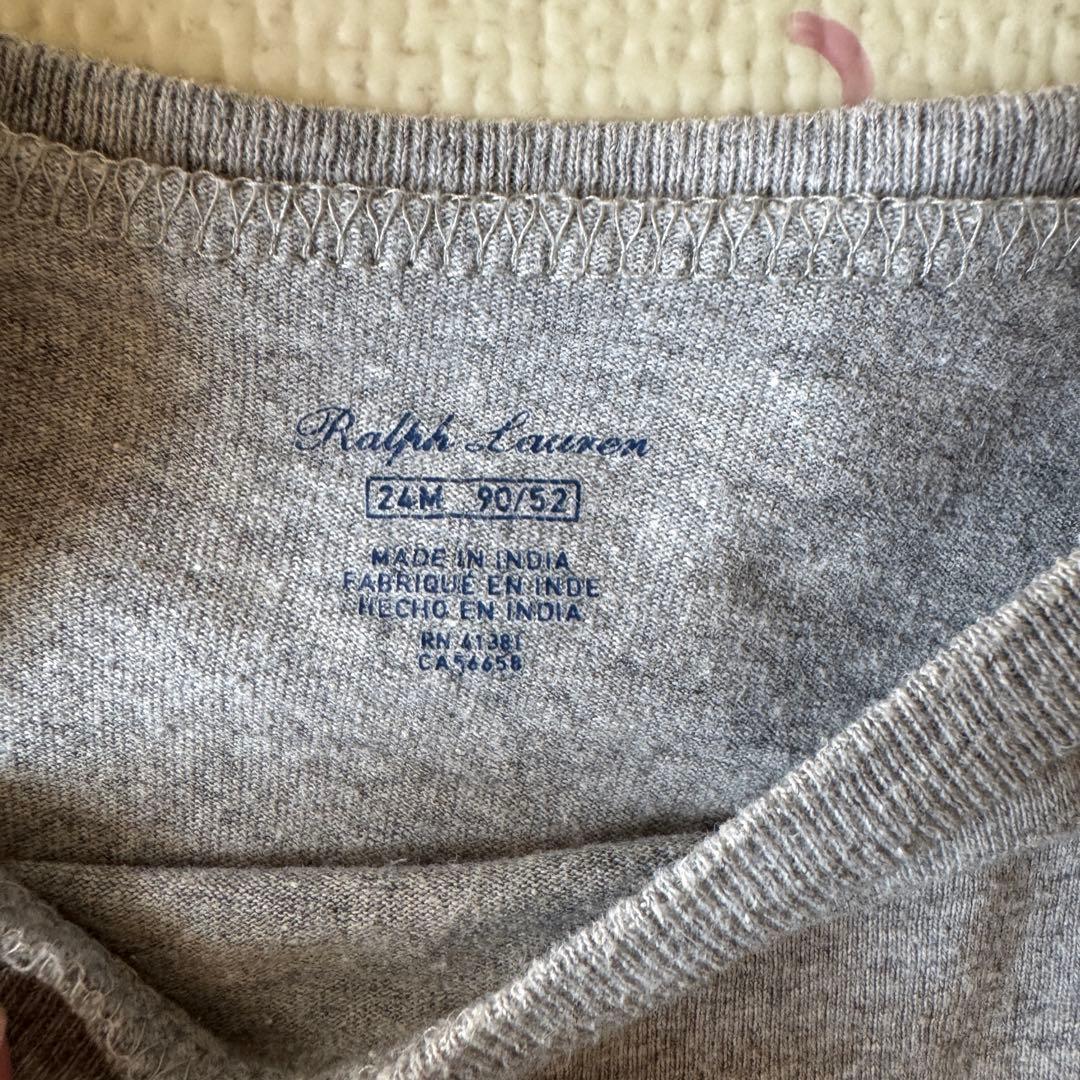 Ralph Lauren
24M 90/52
MADE IN INDIA
FABRIQUÉ EN INDE
HECHO EN INDIA
RN 41381
CA56658